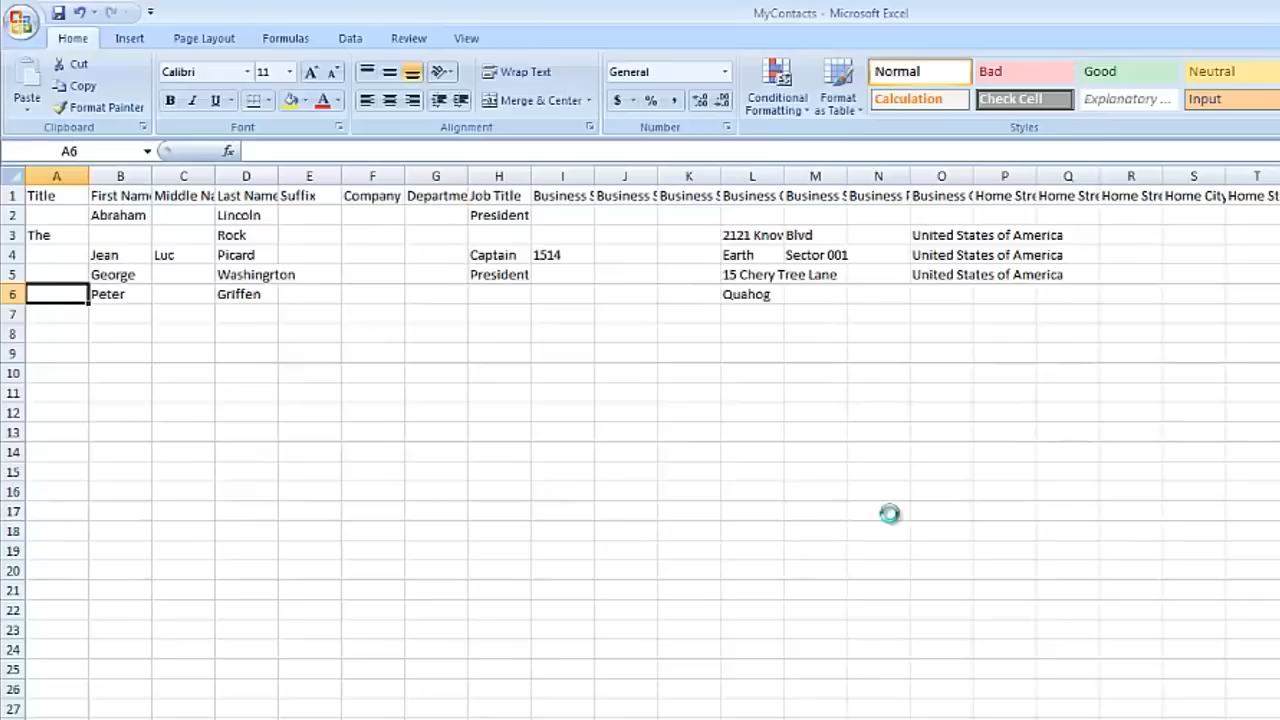 MyContacts - Microsoft Excel
Home Insert Page Layout Formulas Data Review View
Paste Cut Copy Format Painter Clipboard
Calibri 11 A A B I U A Font
Wrap Text Merge & Center Alignment
General $ % , Number
Conditional Formatting Format as Table
Normal Bad Good Neutral
Calculation Check Cell Explanatory ... Input
Styles
A6 fx
A B C D E F G H I J K L M N O P Q R S T
1 Title First Name Middle Na Last Name Suffix Company Departme Job Title Business S Business S Business S Business C Business S Business P Business C Home Stre Home Stre Home Stre Home City Home St
2 Abraham Lincoln President
3 The Rock 2121 Knov Blvd United States of America
4 Jean Luc Picard Captain 1514 Earth Sector 001 United States of America
5 George Washingrton President 15 Chery Tree Lane United States of America
6 Peter Griffen Quahog
7
8
9
10
11
12
13
14
15
16
17
18
19
20
21
22
23
24
25
26
27